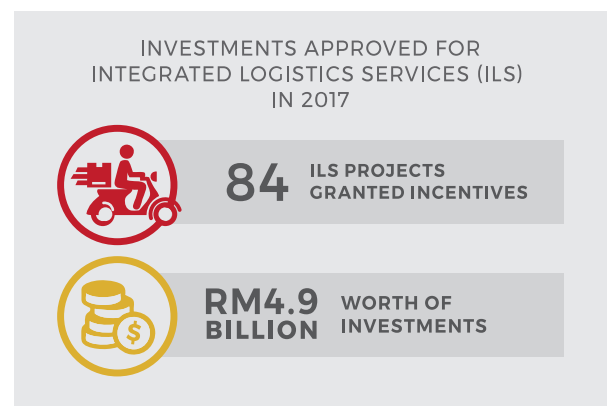 INVESTMENTS APPROVED FOR
INTEGRATED LOGISTICS SERVICES (ILS)
IN 2017
84
ILS PROJECTS
GRANTED INCENTIVES
RM4.9
BILLION
WORTH OF
INVESTMENTS
$